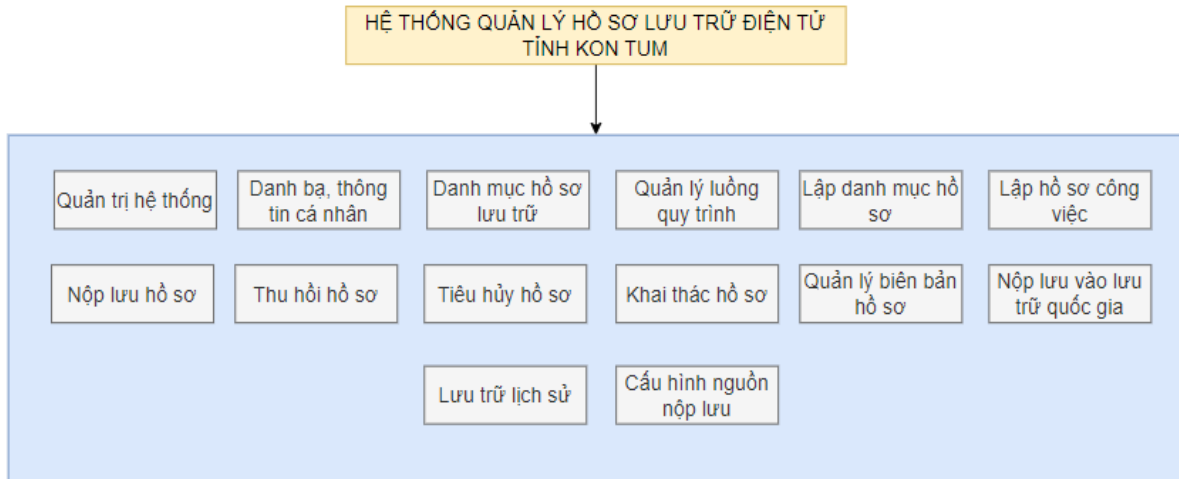 HỆ THỐNG QUẢN LÝ HỒ SƠ LƯU TRỮ ĐIỆN TỬ
TỈNH KON TUM
Quản trị hệ thống
Danh bạ, thông
tin cá nhân
Danh mục hồ sơ
lưu trữ
Quản lý luồng
quy trình
Lập danh mục hồ
sơ
Lập hồ sơ công
việc
Nộp lưu hồ sơ
Thu hồi hồ sơ
Tiêu hủy hồ sơ
Khai thác hồ sơ
Quản lý biên bản
hồ sơ
Nộp lưu vào lưu
trữ quốc gia
Lưu trữ lịch sử
Cấu hình nguồn
nộp lưu